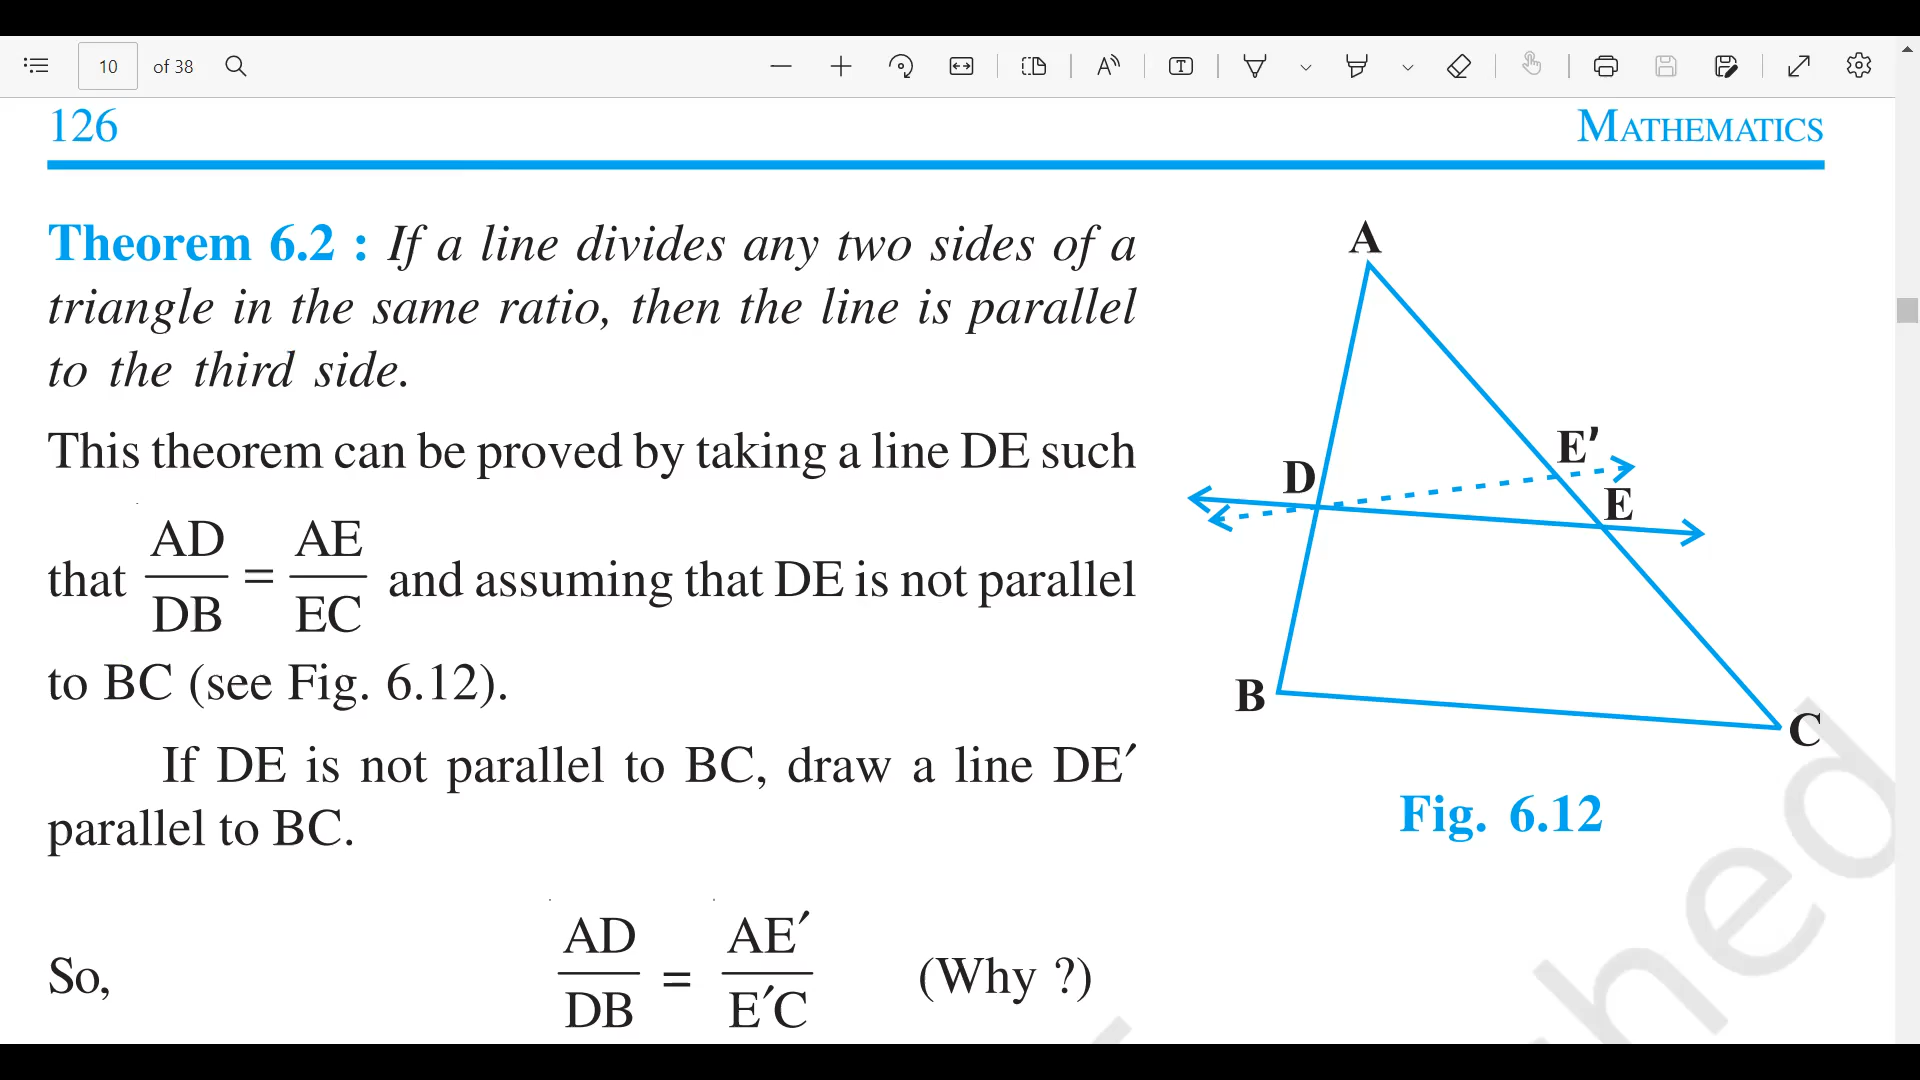 10 of 38
126 MATHEMATICS
Theorem 6.2 : If a line divides any two sides of a
triangle in the same ratio, then the line is parallel
to the third side.
This theorem can be proved by taking a line DE such
that AD/DB = AE/EC and assuming that DE is not parallel
to BC (see Fig. 6.12).
If DE is not parallel to BC, draw a line DE′
parallel to BC.
So, AD/DB = AE′/E′C (Why ?)
A
D
E′
E
B
C
Fig. 6.12
hed